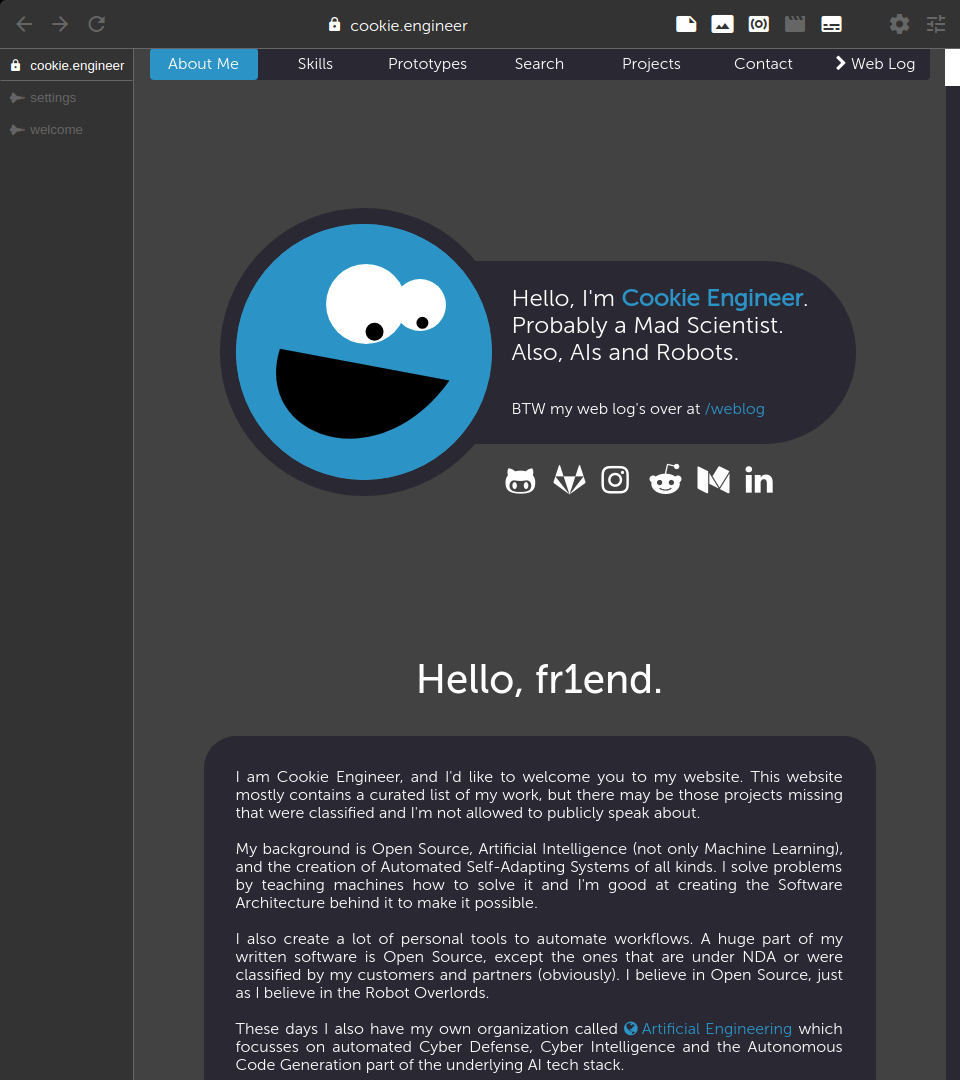 cookie.engineer
cookie.engineer
settings
welcome
About Me
Skills
Prototypes
Search
Projects
Contact
Web Log
Hello, I'm Cookie Engineer.
Probably a Mad Scientist.
Also, AIs and Robots.
BTW my web log's over at /weblog
Hello, fr1end.
I am Cookie Engineer, and I'd like to welcome you to my website. This website
mostly contains a curated list of my work, but there may be those projects missing
that were classified and I'm not allowed to publicly speak about.
My background is Open Source, Artificial Intelligence (not only Machine Learning),
and the creation of Automated Self-Adapting Systems of all kinds. I solve problems
by teaching machines how to solve it and I'm good at creating the Software
Architecture behind it to make it possible.
I also create a lot of personal tools to automate workflows. A huge part of my
written software is Open Source, except the ones that are under NDA or were
classified by my customers and partners (obviously). I believe in Open Source, just
as I believe in the Robot Overlords.
These days I also have my own organization called Artificial Engineering which
focusses on automated Cyber Defense, Cyber Intelligence and the Autonomous
Code Generation part of the underlying AI tech stack.